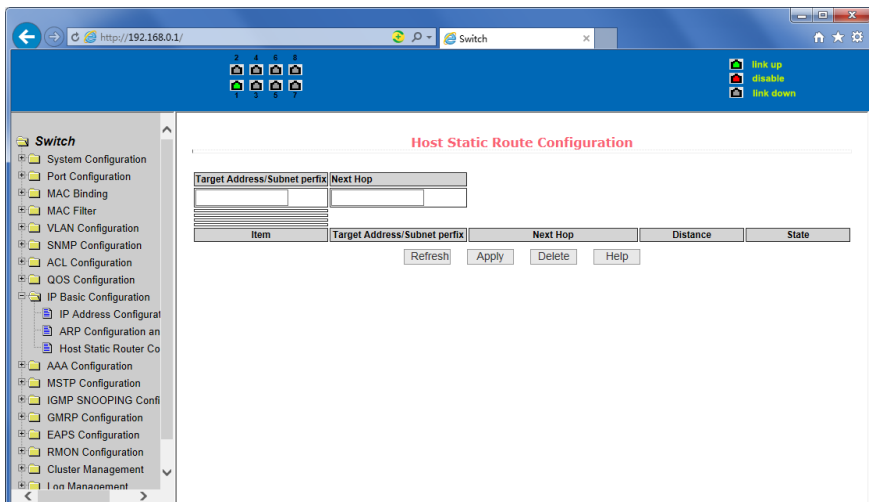 http://192.168.0.1/
Switch
2 4 6 8
1 3 5 7
link up
disable
link down
Switch
System Configuration
Port Configuration
MAC Binding
MAC Filter
VLAN Configuration
SNMP Configuration
ACL Configuration
QOS Configuration
IP Basic Configuration
IP Address Configurat
ARP Configuration an
Host Static Router Co
AAA Configuration
MSTP Configuration
IGMP SNOOPING Confi
GMRP Configuration
EAPS Configuration
RMON Configuration
Cluster Management
Log Management
Host Static Route Configuration
Target Address/Subnet perfix Next Hop
Item Target Address/Subnet perfix Next Hop Distance State
Refresh Apply Delete Help